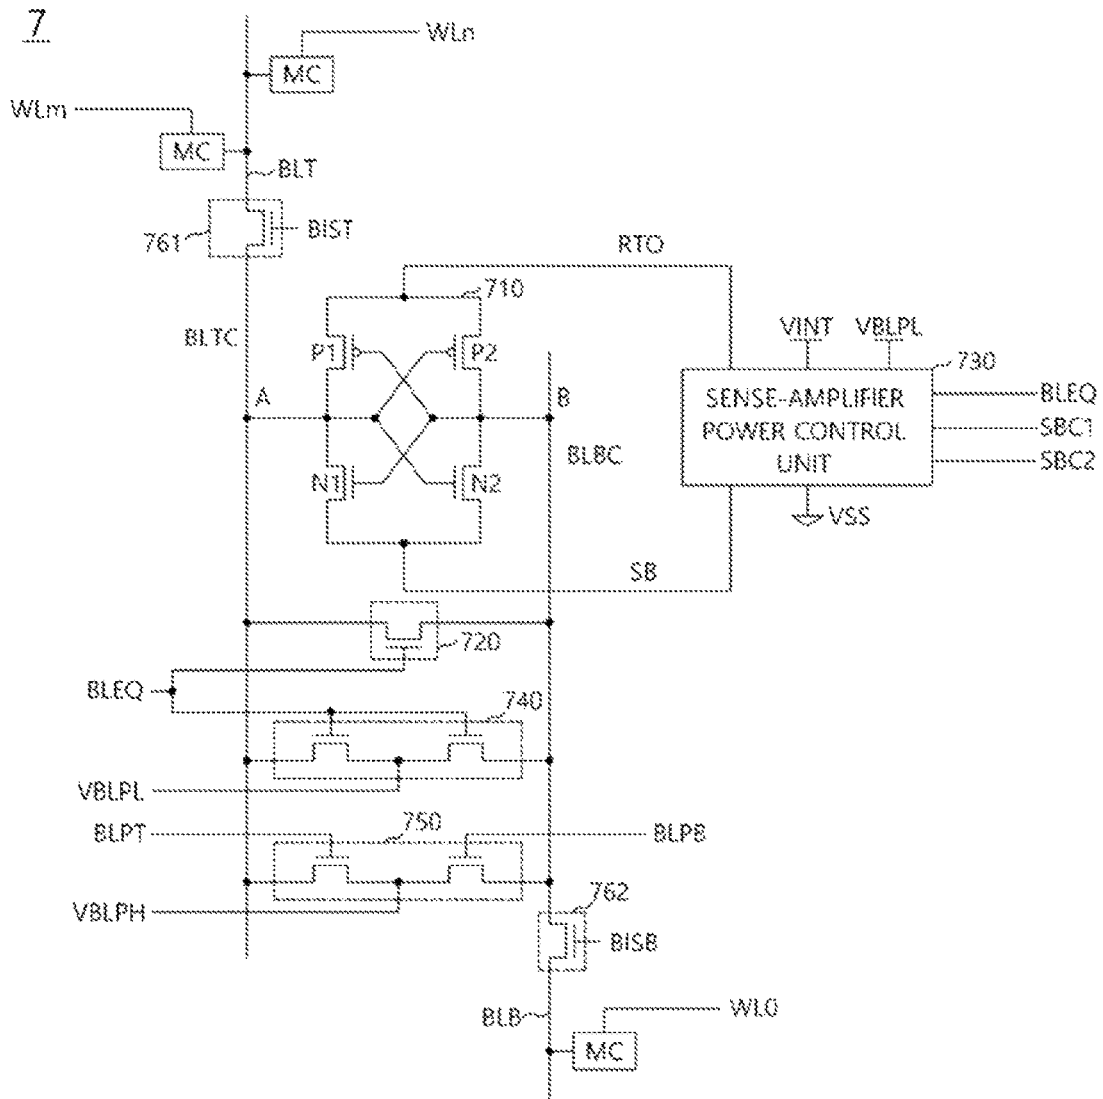 7
WLn
MC
WLm
MC
BLT
761
BIST
RTO
710
BLTC
P1
P2
VINT
VBLPL
730
A
B
SENSE-AMPLIFIER
POWER CONTROL
UNIT
BLEQ
SBC1
SBC2
BLBC
N1
N2
VSS
SB
720
BLEQ
740
VBLPL
BLPT
750
BLPB
VBLPH
762
BISB
BLB
WL0
MC